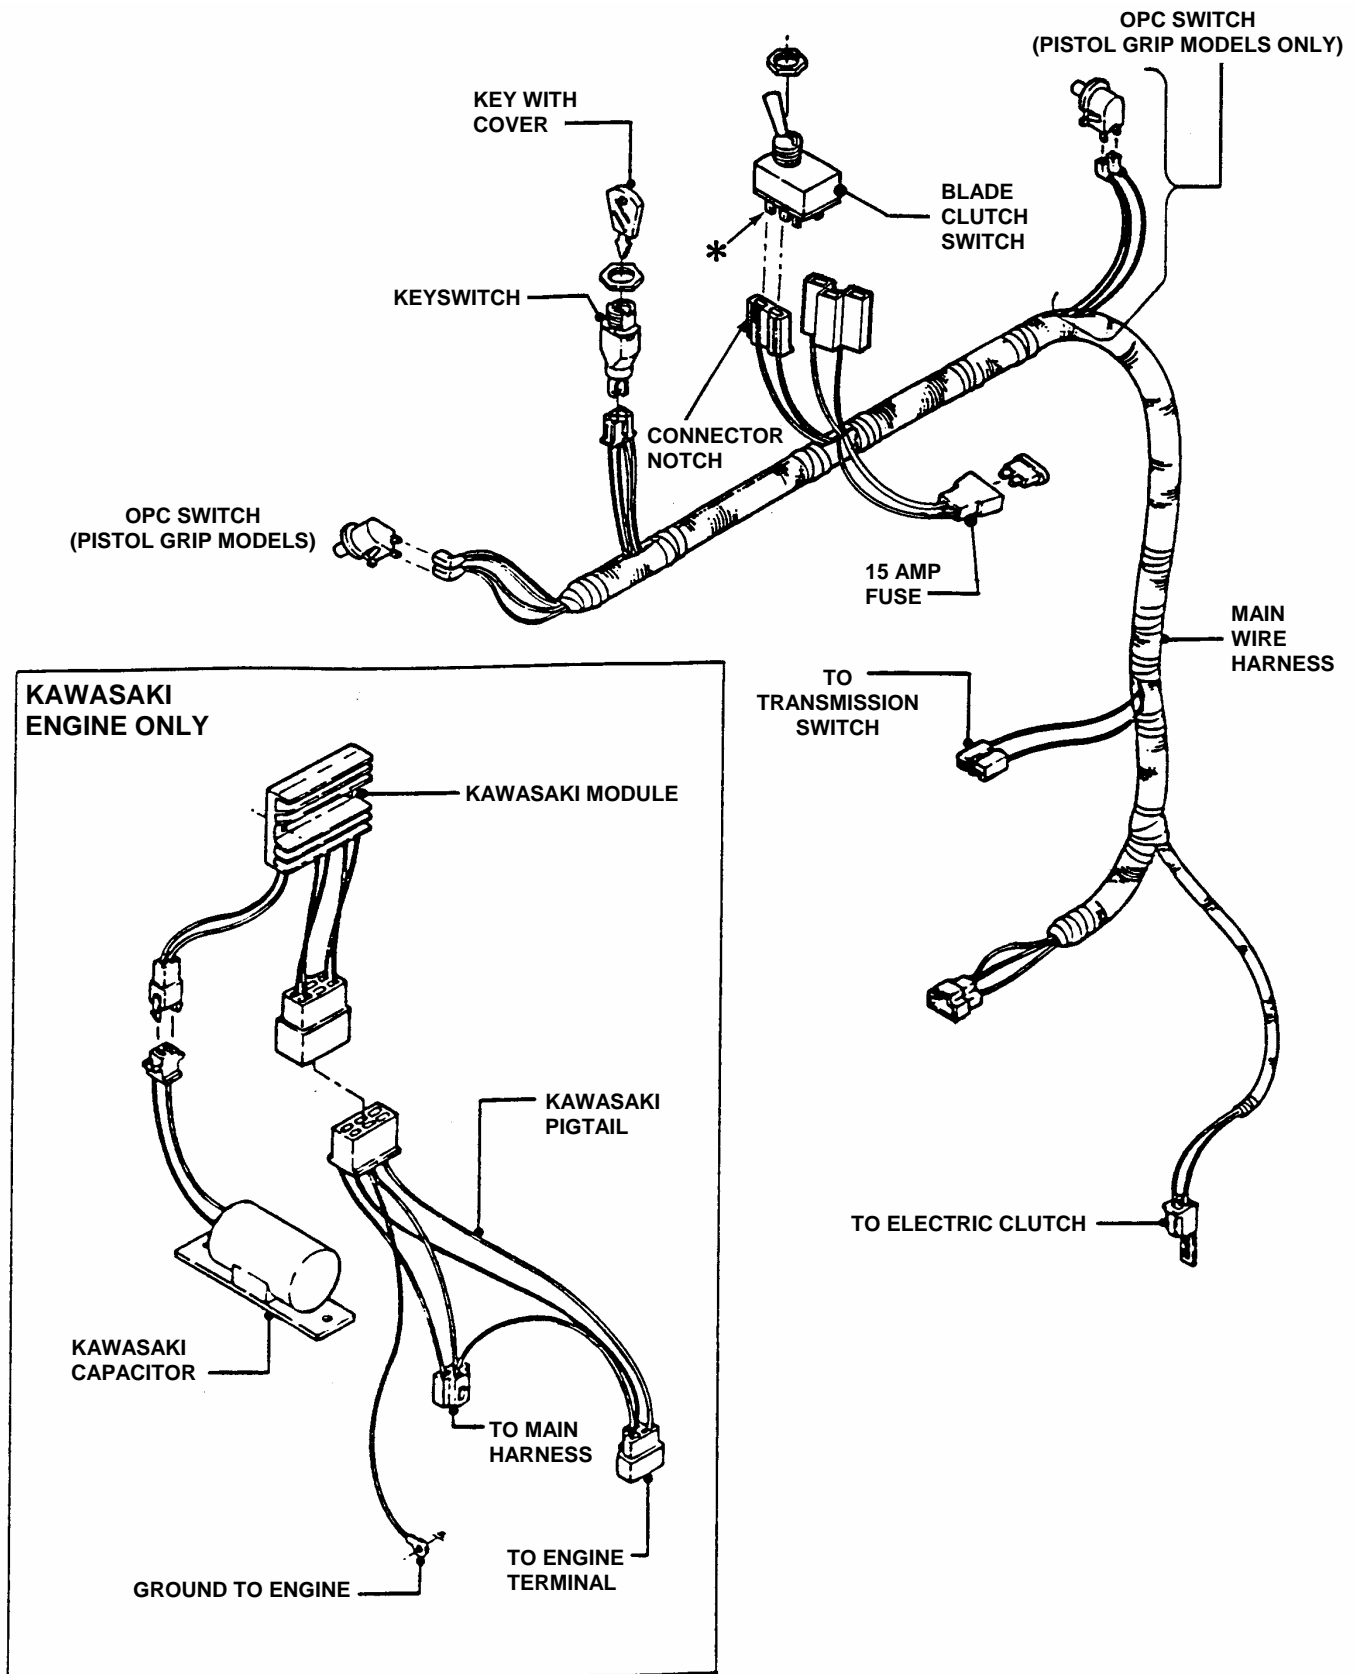 OPC SWITCH
(PISTOL GRIP MODELS ONLY)
KEY WITH
COVER
BLADE
CLUTCH
SWITCH
*
KEYSWITCH
CONNECTOR
NOTCH
OPC SWITCH
(PISTOL GRIP MODELS)
15 AMP
FUSE
MAIN
WIRE
HARNESS
TO
TRANSMISSION
SWITCH
KAWASAKI
ENGINE ONLY
KAWASAKI MODULE
KAWASAKI
PIGTAIL
TO ELECTRIC CLUTCH
KAWASAKI
CAPACITOR
TO MAIN
HARNESS
TO ENGINE
TERMINAL
GROUND TO ENGINE